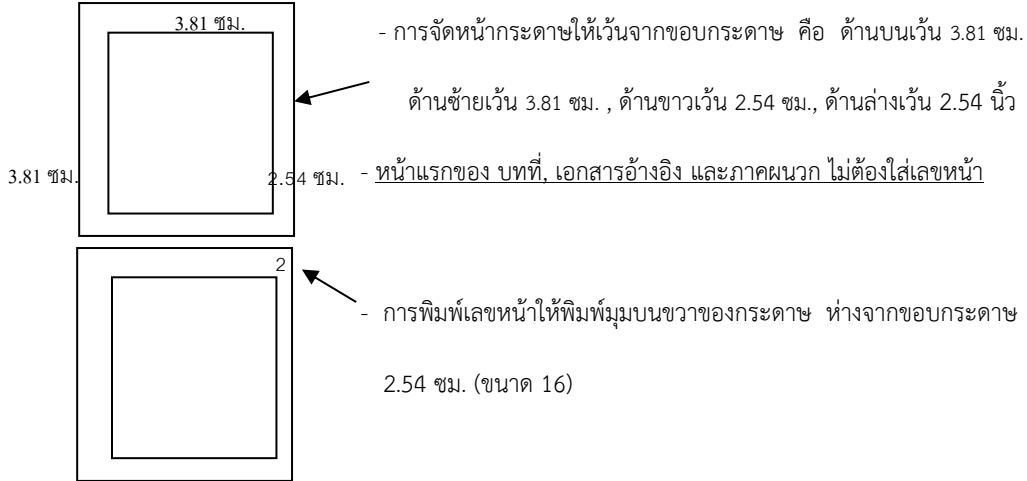 3.81 ซม.
- การจัดหน้ากระดาษให้เว้นจากขอบกระดาษ คือ ด้านบนเว้น 3.81 ซม.
ด้านซ้ายเว้น 3.81 ซม. , ด้านขาวเว้น 2.54 ซม., ด้านล่างเว้น 2.54 นิ้ว
3.81 ซม.
2.54 ซม.
- หน้าแรกของ บทที่, เอกสารอ้างอิง และภาคผนวก ไม่ต้องใส่เลขหน้า
2
- การพิมพ์เลขหน้าให้พิมพ์มุมบนขวาของกระดาษ ห่างจากขอบกระดาษ
2.54 ซม. (ขนาด 16)